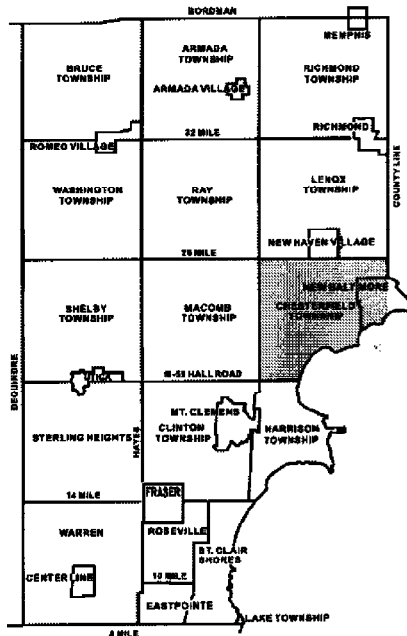 BORDMAN
MEMPHIS
ARMADA
TOWNSHIP
BRUCE
TOWNSHIP
RICHMOND
TOWNSHIP
ARMADA VILLAGE
RICHMOND
32 MILE
ROMEO VILLAGE
COUNTY LINE
WASHINGTON
TOWNSHIP
RAY
TOWNSHIP
LENOX
TOWNSHIP
NEW HAVEN VILLAGE
26 MILE
NEW BALTIMORE
CHESTERFIELD
TOWNSHIP
SHELBY
TOWNSHIP
MACOMB
TOWNSHIP
UTICA
M-59 HALL ROAD
DEQUINDRE
HAYES
MT. CLEMENS
CLINTON
TOWNSHIP
HARRISON
TOWNSHIP
STERLING HEIGHTS
14 MILE
FRASER
WARREN
ROSEVILLE
ST. CLAIR
SHORES
CENTER LINE
10 MILE
EASTPOINTE
LAKE TOWNSHIP
8 MILE